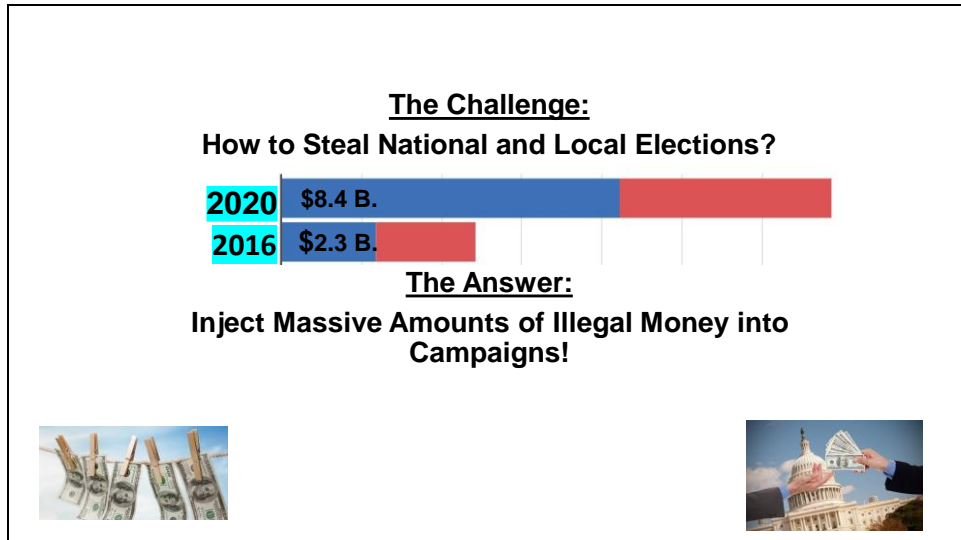 The Challenge:
How to Steal National and Local Elections?
2020 $8.4 B.
2016 $2.3 B.
The Answer:
Inject Massive Amounts of Illegal Money into
Campaigns!